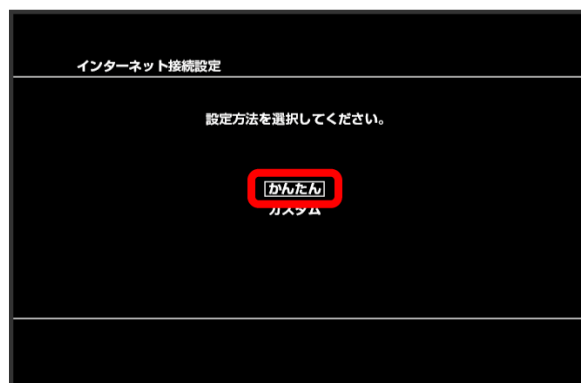 インターネット接続設定
設定方法を選択してください。
かんたん
カスタム